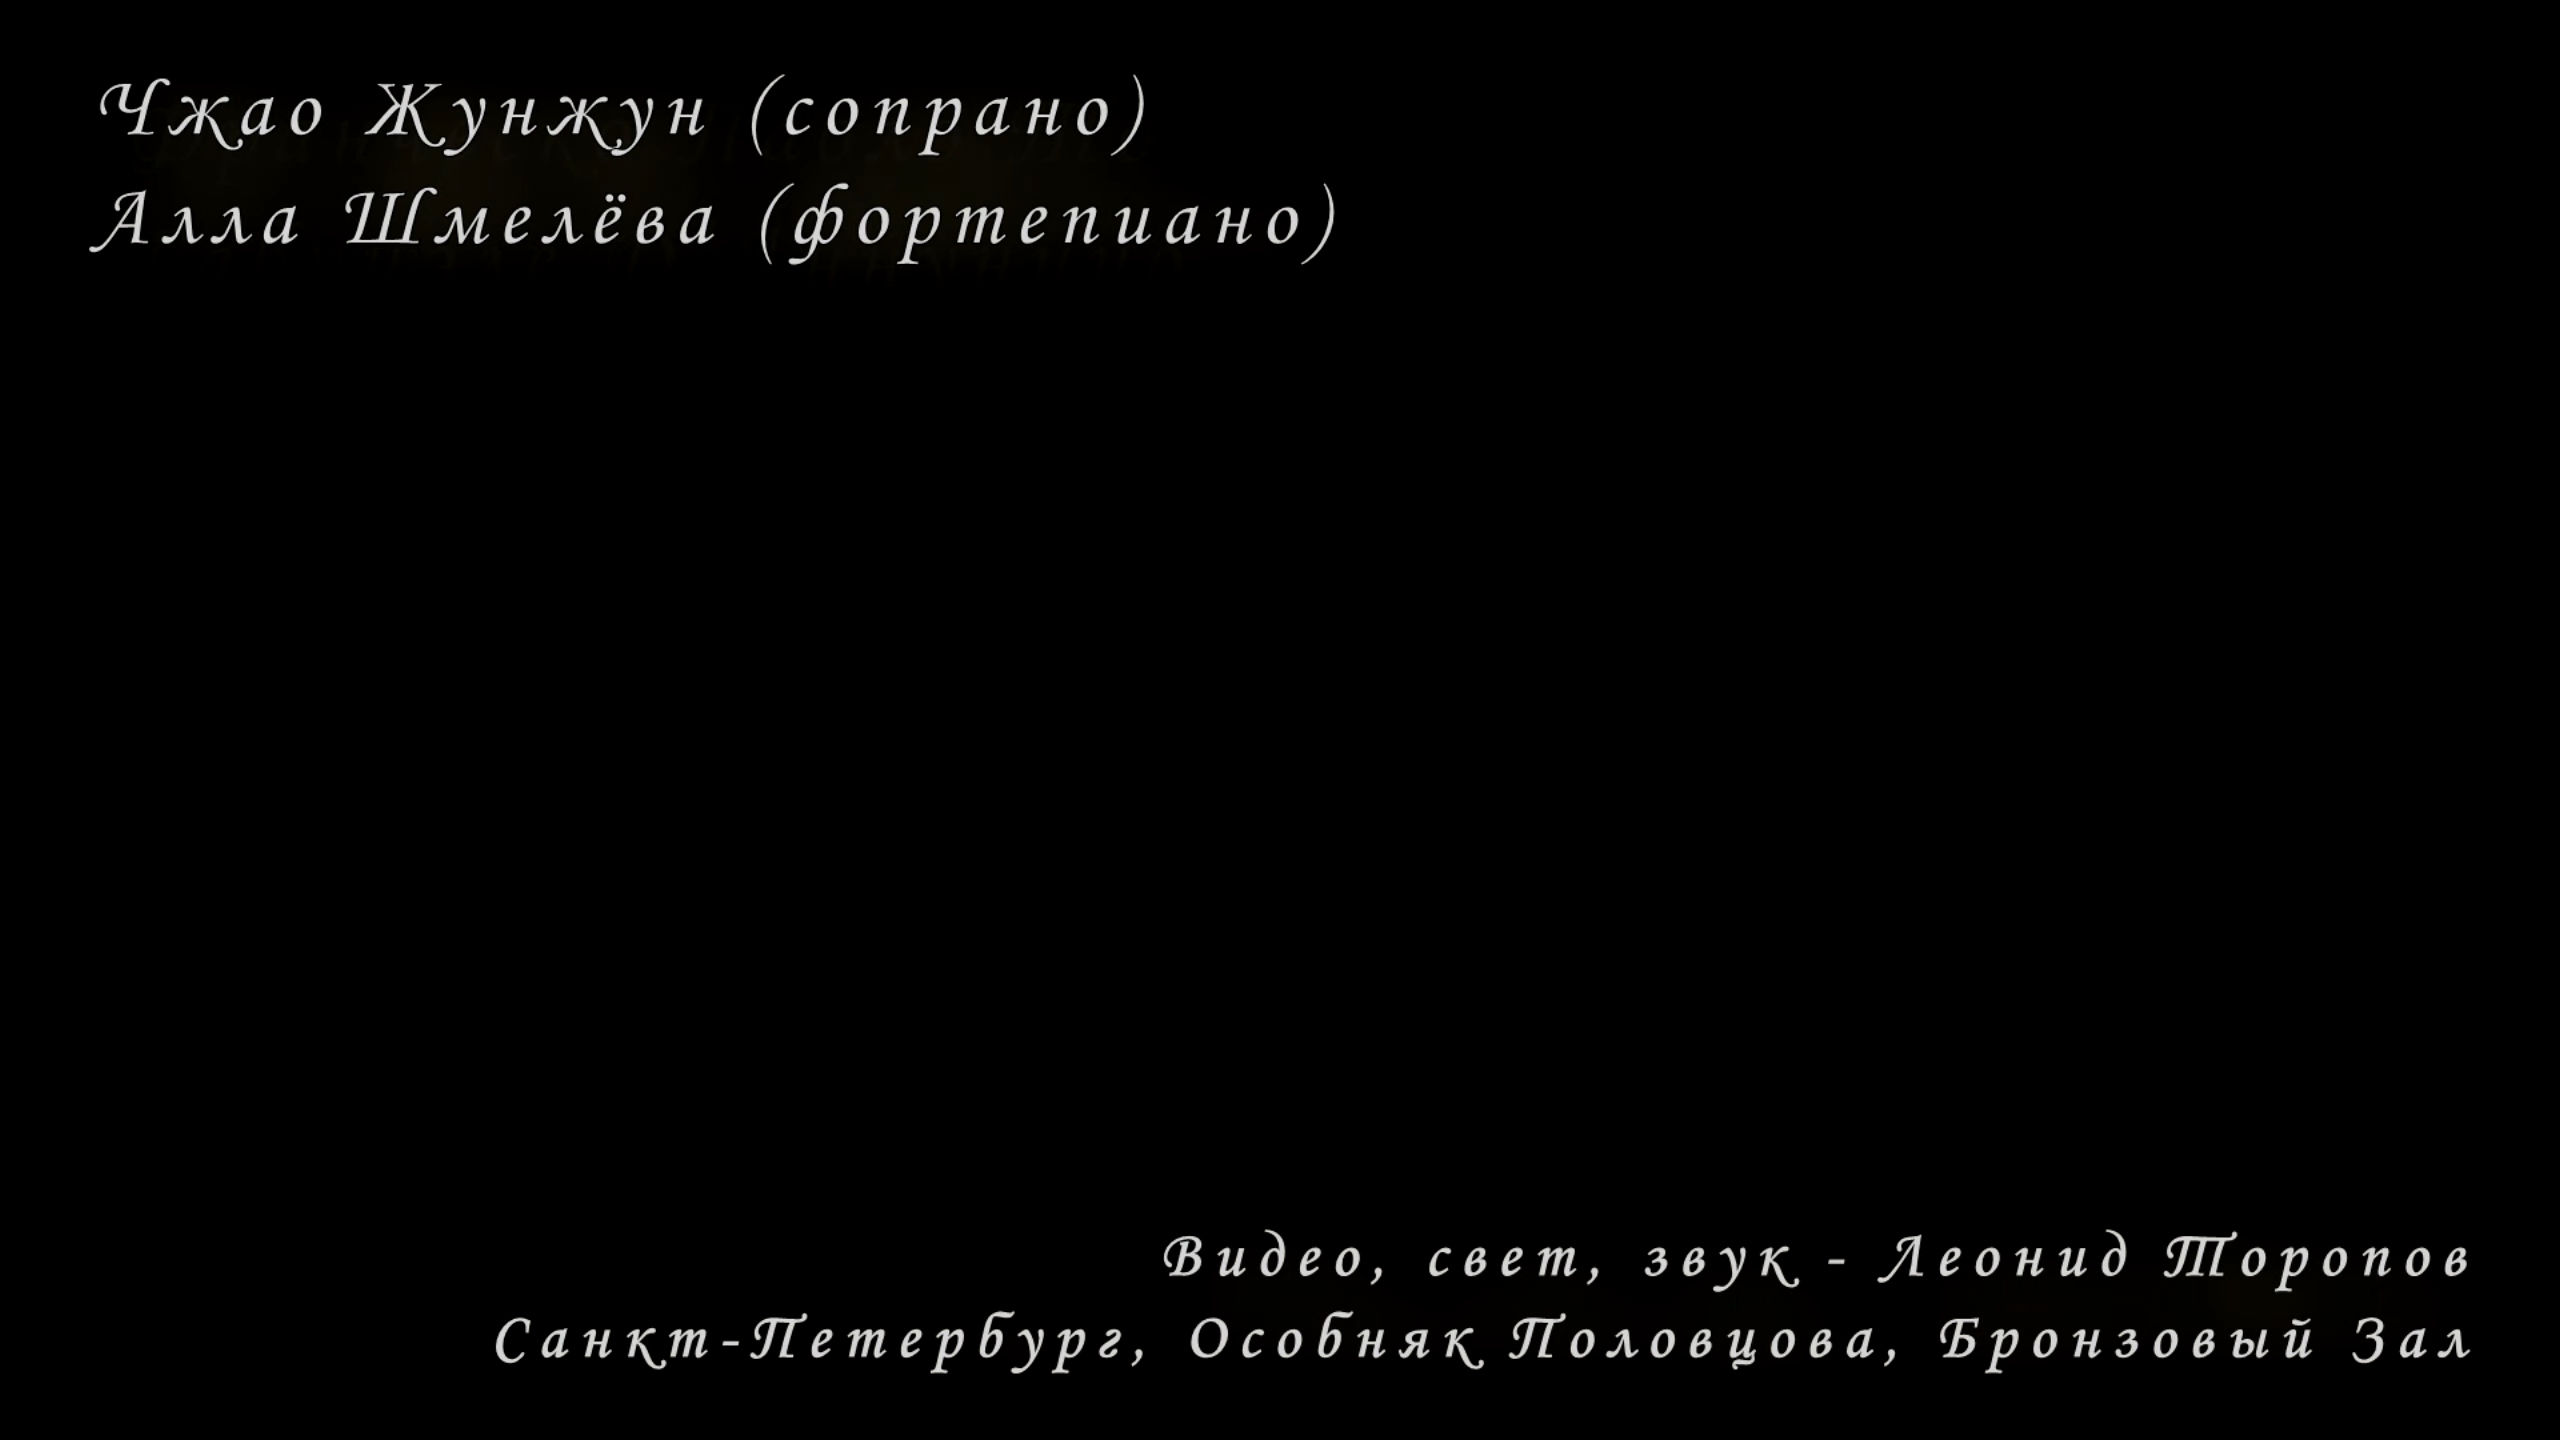 Чжао Жунжун (сопрано)
Алла Шмелёва (фортепиано)
Видео, свет, звук - Леонид Торопов
Санкт-Петербург, Особняк Половцова, Бронзовый Зал